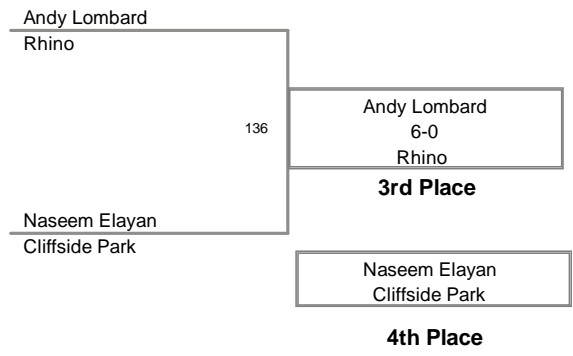 Andy Lombard
Rhino
136
Andy Lombard
6-0
Rhino
3rd Place
Naseem Elayan
Cliffside Park
Naseem Elayan
Cliffside Park
4th Place